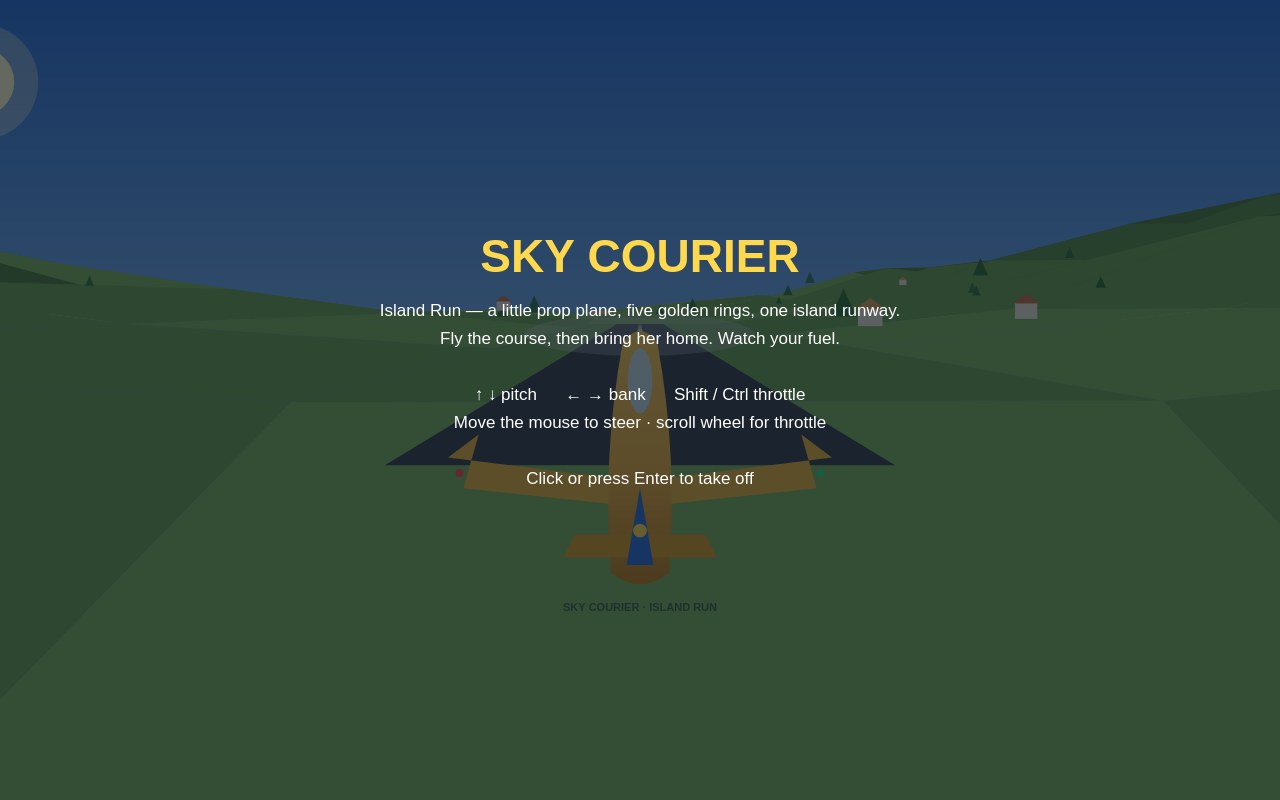 SKY COURIER
Island Run — a little prop plane, five golden rings, one island runway.
Fly the course, then bring her home. Watch your fuel.
↑ ↓ pitch ← → bank Shift / Ctrl throttle
Move the mouse to steer · scroll wheel for throttle
Click or press Enter to take off
SKY COURIER · ISLAND RUN